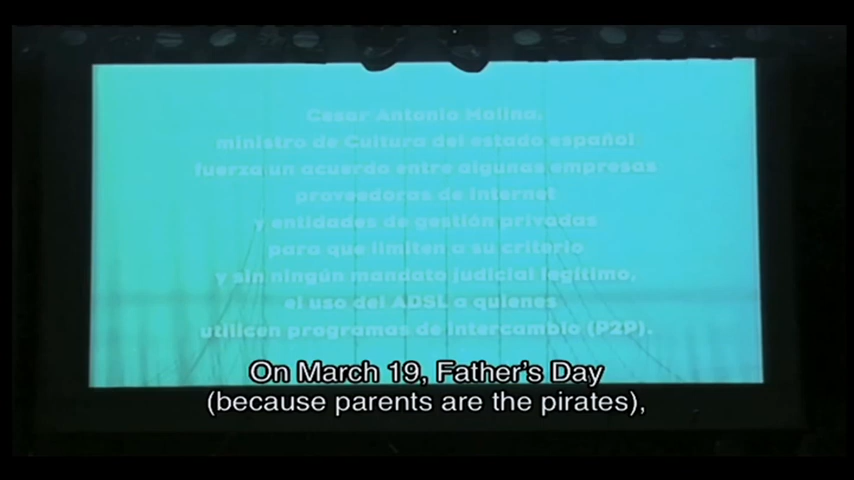 Cesar Antonio Molina,
ministro de Cultura del estado español
fuerza un acuerdo entre algunas empresas
proveedoras de Internet
y entidades de gestión privadas
para que limiten a su criterio
y sin ningún mandato judicial legítimo,
el uso del ADSL a quienes
utilicen programas de intercambio (P2P).
On March 19, Father's Day
(because parents are the pirates),